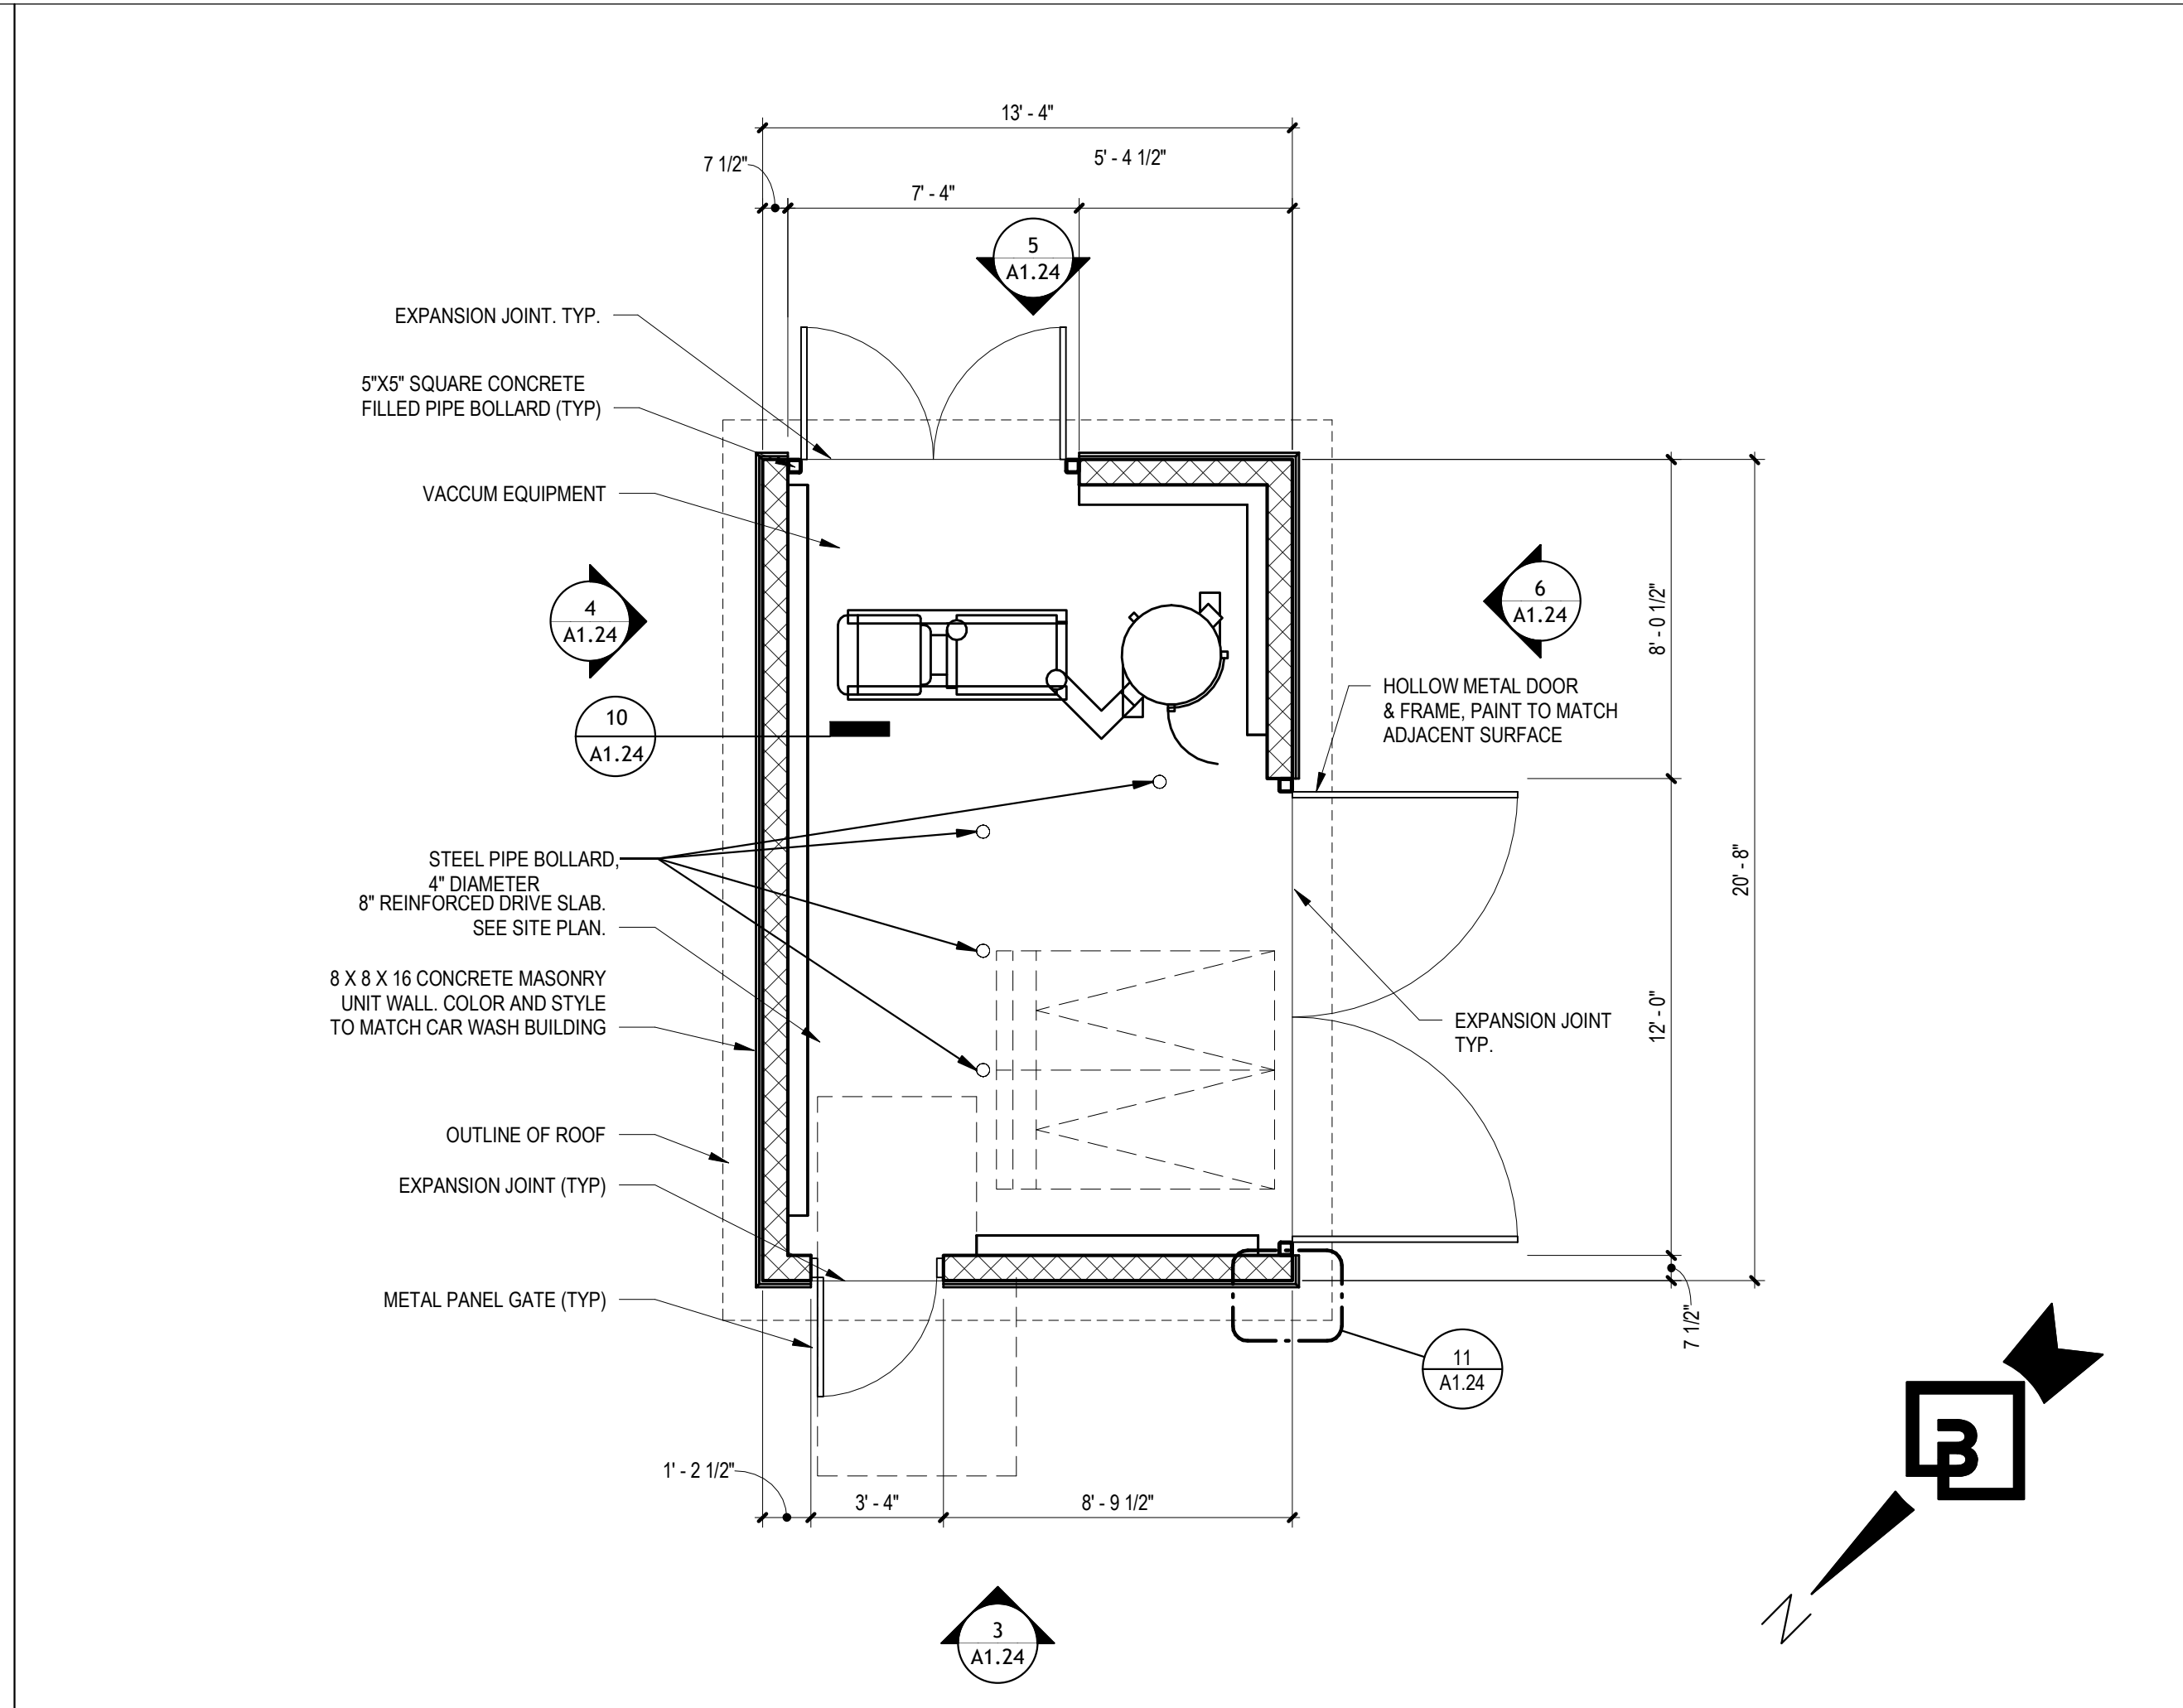 13' - 4"
7 1/2"
5' - 4 1/2"
7' - 4"
5
A1.24
EXPANSION JOINT. TYP.
5"X5" SQUARE CONCRETE
FILLED PIPE BOLLARD (TYP)
VACCUM EQUIPMENT
4
A1.24
6
A1.24
8' - 0 1/2"
10
A1.24
HOLLOW METAL DOOR
& FRAME, PAINT TO MATCH
ADJACENT SURFACE
STEEL PIPE BOLLARD,
4" DIAMETER
8" REINFORCED DRIVE SLAB.
SEE SITE PLAN.
20' - 8"
8 X 8 X 16 CONCRETE MASONRY
UNIT WALL. COLOR AND STYLE
TO MATCH CAR WASH BUILDING
EXPANSION JOINT
TYP.
12' - 0"
OUTLINE OF ROOF
EXPANSION JOINT (TYP)
METAL PANEL GATE (TYP)
7 1/2"
11
A1.24
B
1' - 2 1/2"
3' - 4"
8' - 9 1/2"
N
3
A1.24